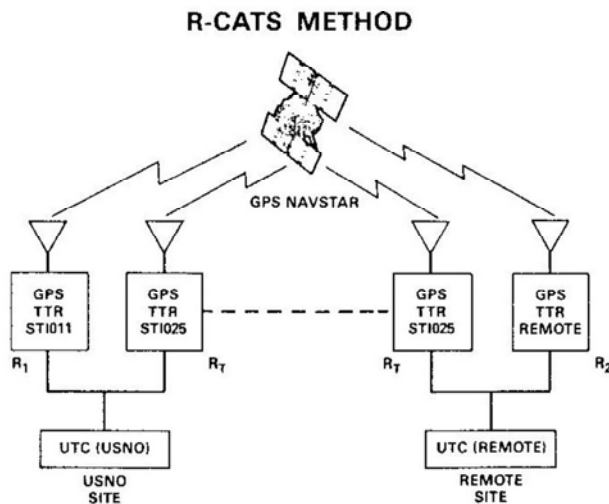 R-CATS METHOD
GPS NAVSTAR
GPS
TTR
STI011
GPS
TTR
STI025
GPS
TTR
STI025
GPS
TTR
REMOTE
R1
RT
RT
R2
UTC (USNO)
UTC (REMOTE)
USNO
SITE
REMOTE
SITE